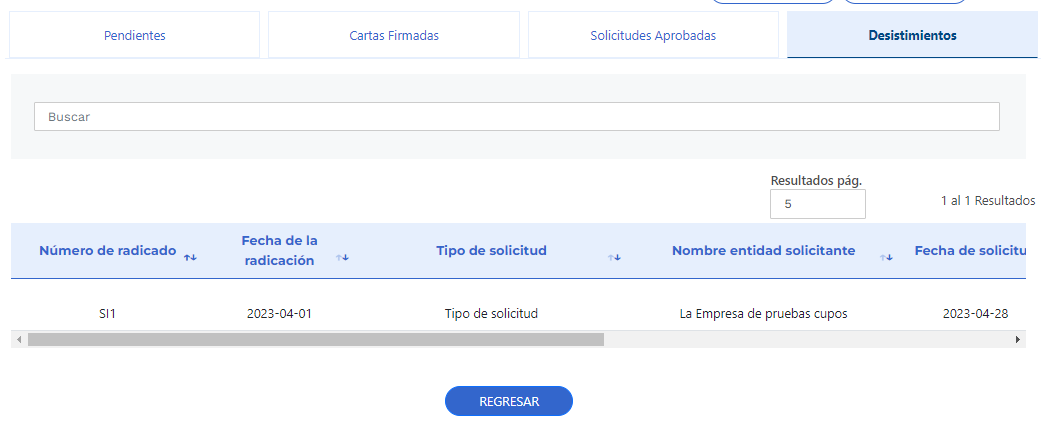 Pendientes Cartas Firmadas Solicitudes Aprobadas Desistimientos
Buscar
Resultados pág.
5 1 al 1 Resultados
Número de radicado Fecha de la radicación Tipo de solicitud Nombre entidad solicitante Fecha de solicitu
SI1 2023-04-01 Tipo de solicitud La Empresa de pruebas cupos 2023-04-28
REGRESAR